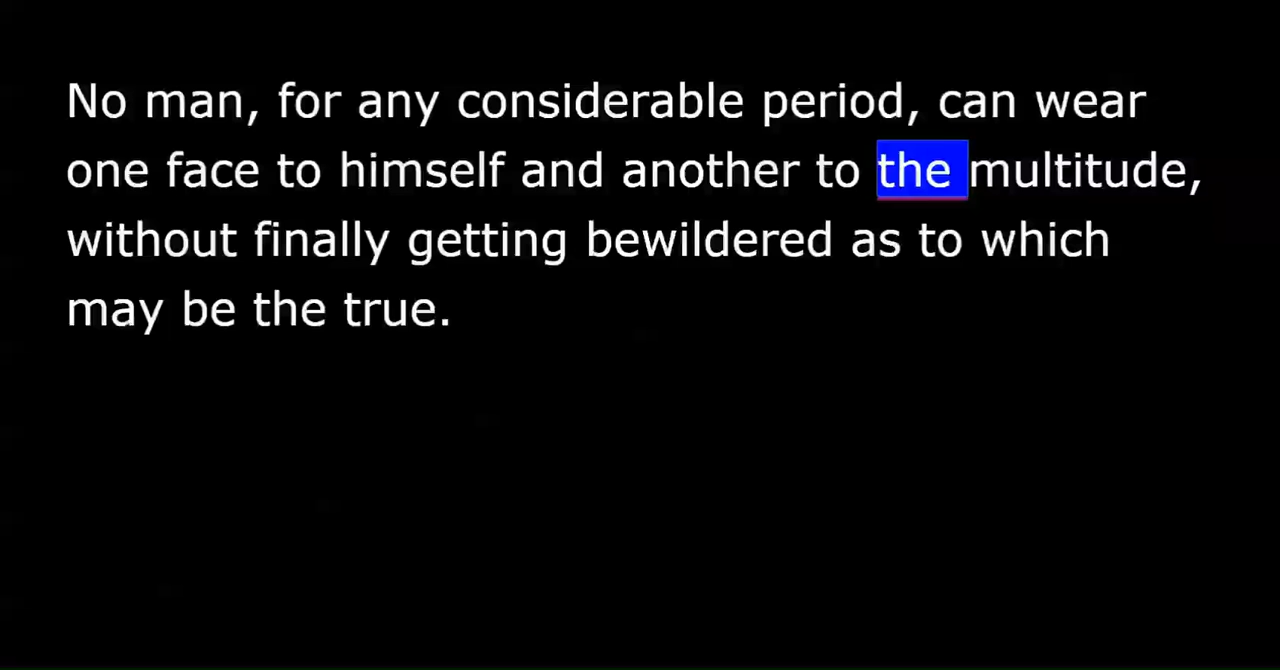 No man, for any considerable period, can wear
one face to himself and another to the multitude,
without finally getting bewildered as to which
may be the true.